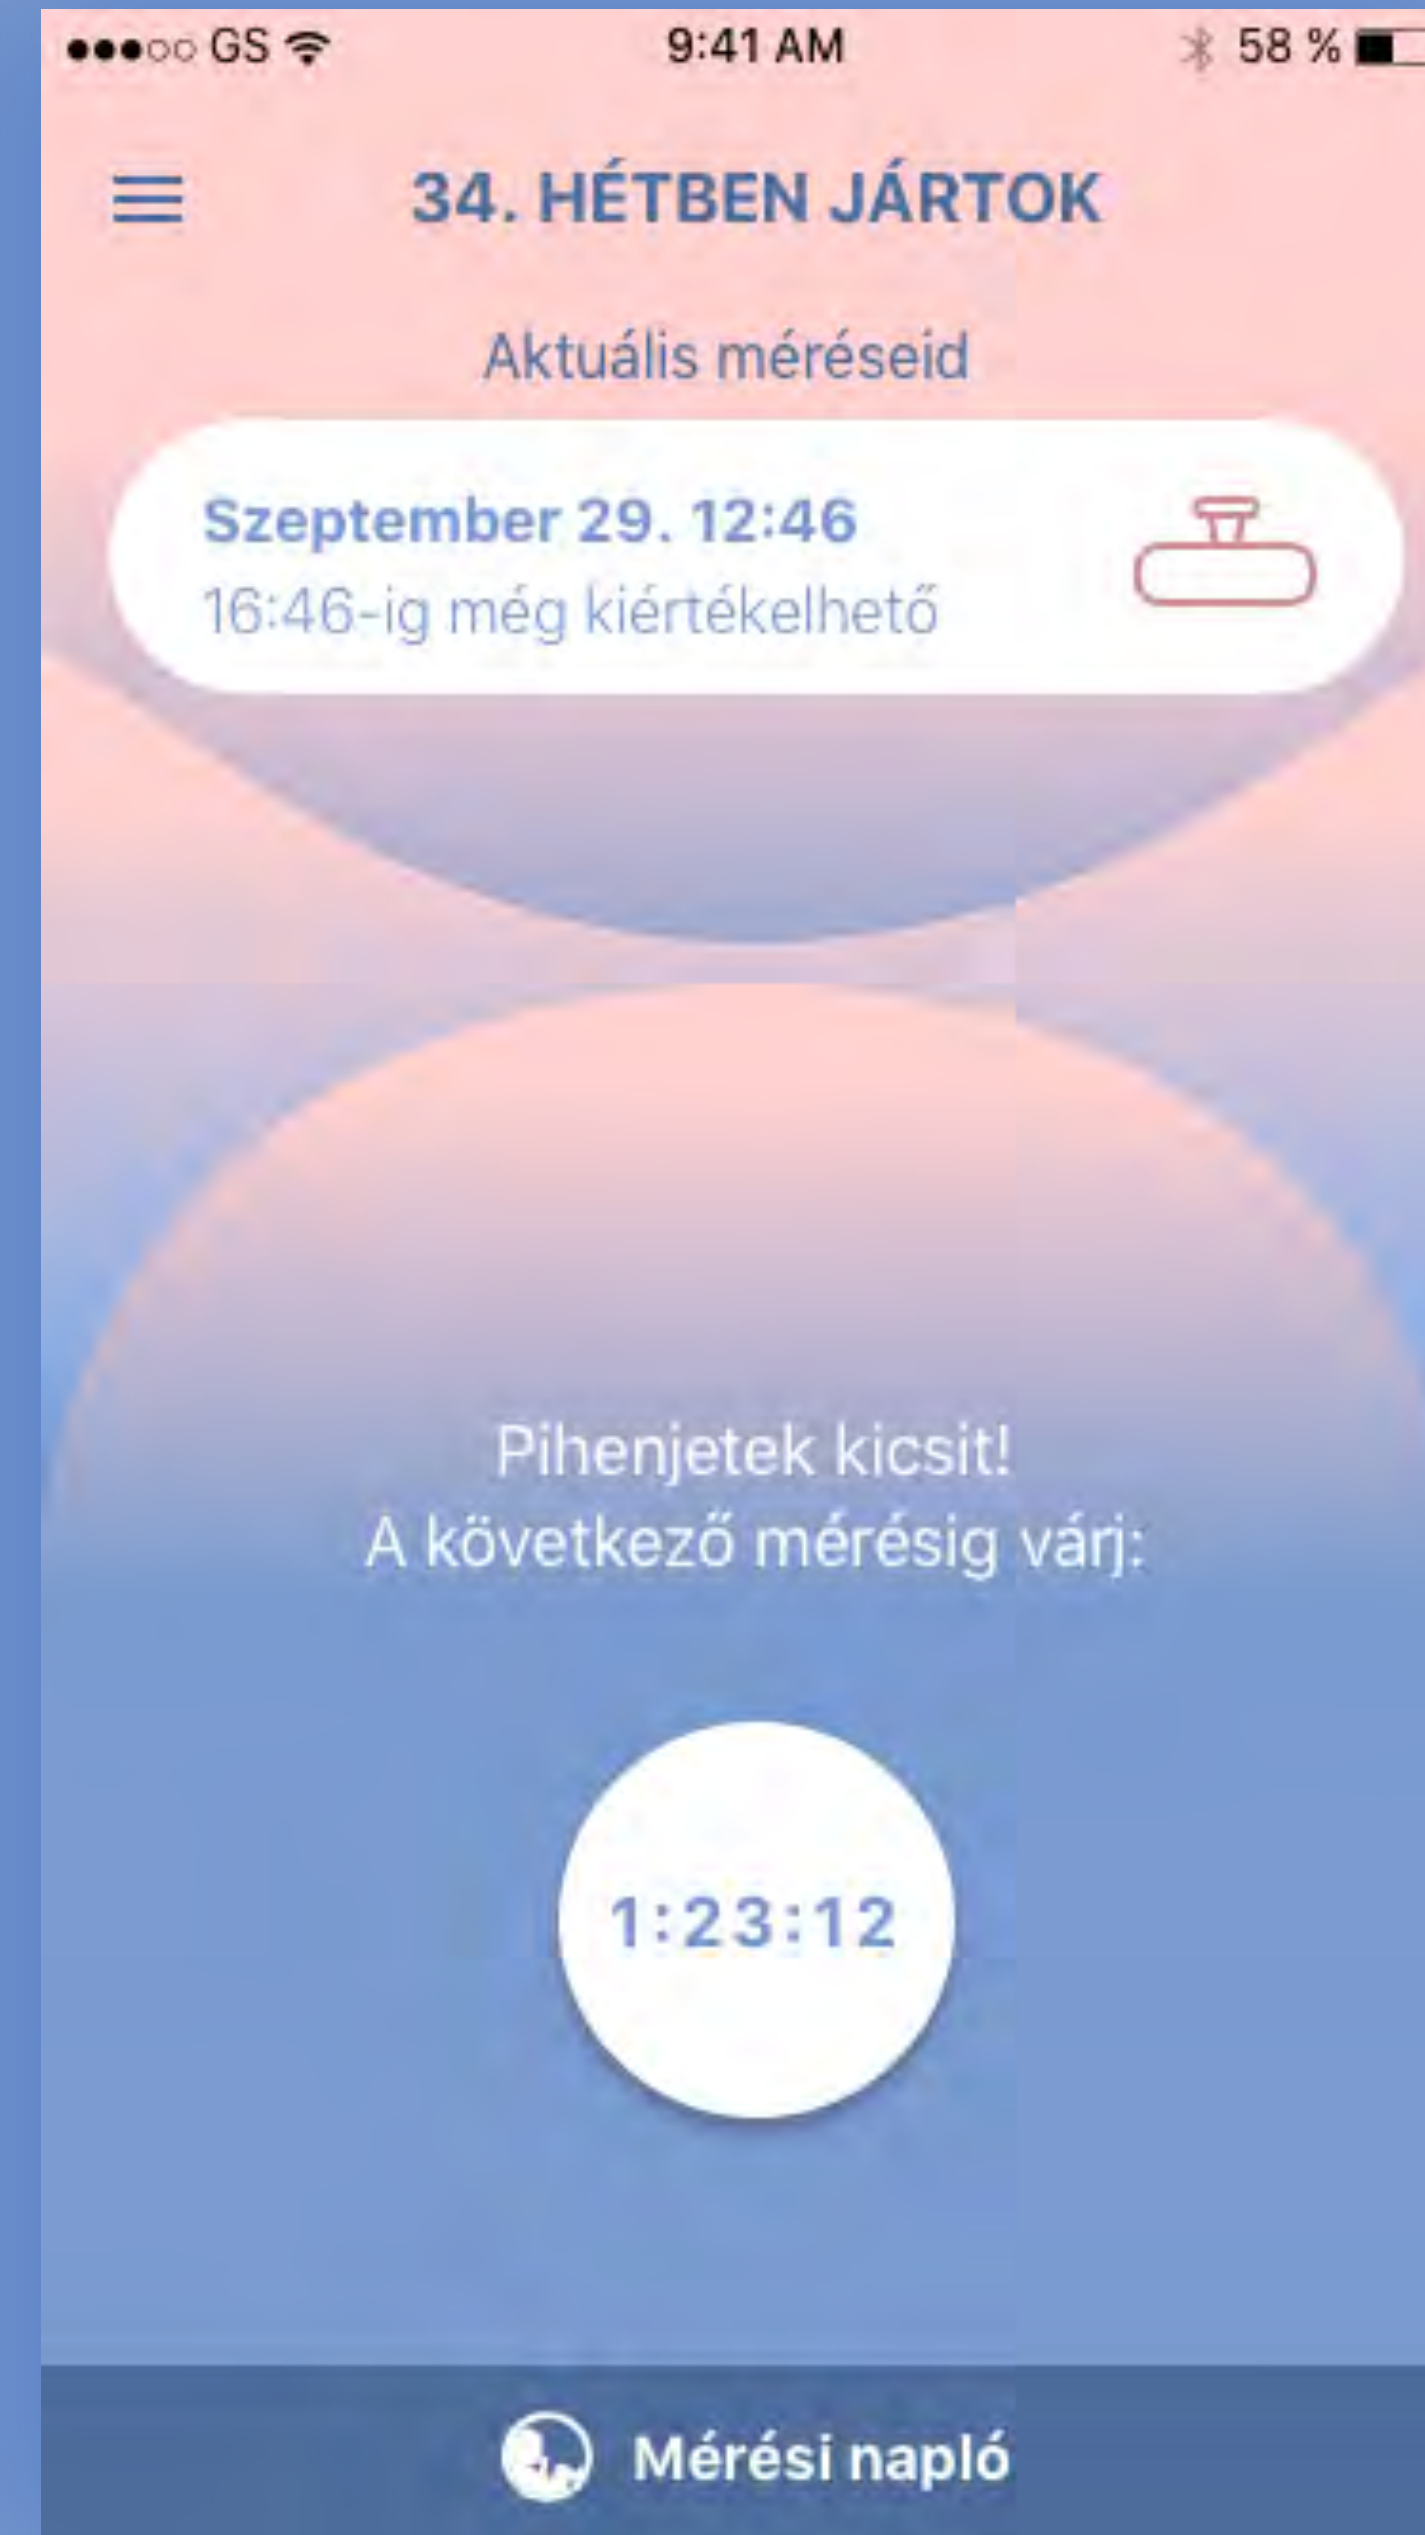 GS 9:41 AM 58 %
34. HÉTBEN JÁRTOK
Aktuális méréseid
Szeptember 29. 12:46
16:46-ig még kiértékelhető
Pihenjetek kicsit!
A következő mérésig várj:
1:23:12
Mérési napló